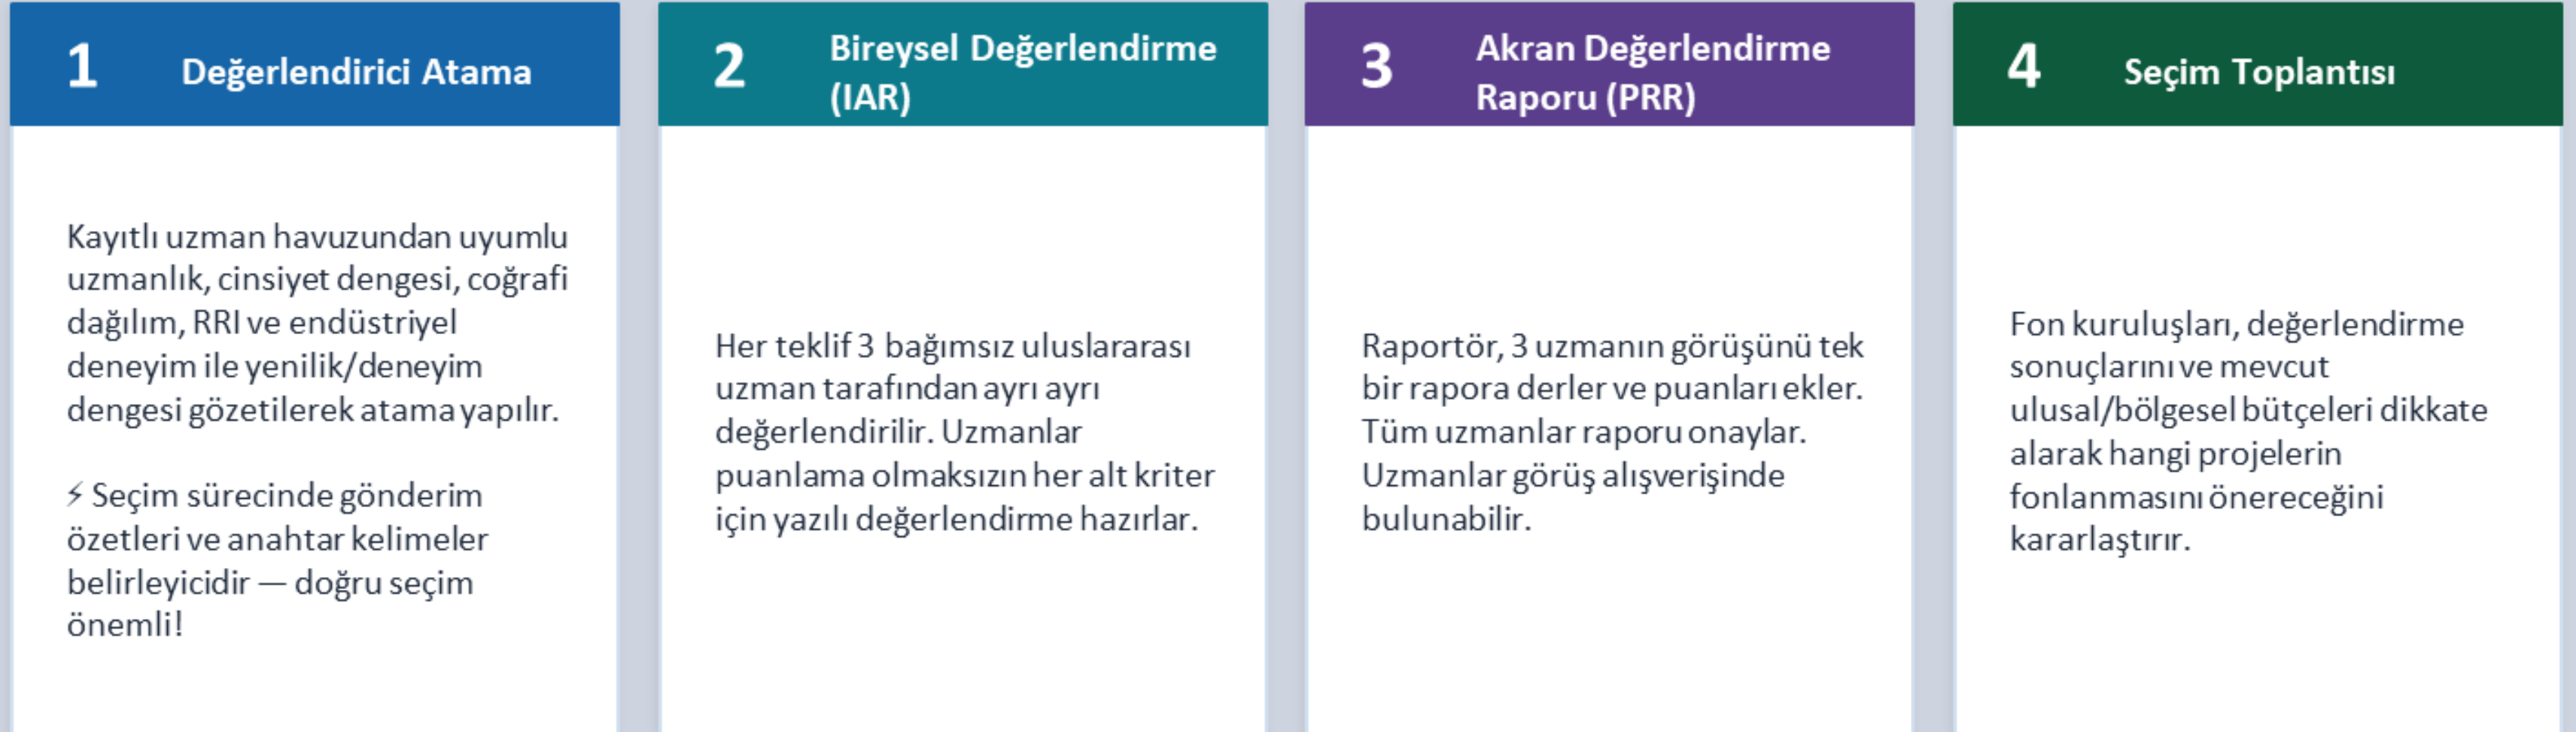 1
Değerlendirici Atama
Kayıtlı uzman havuzundan uyumlu
uzmanlık, cinsiyet dengesi, coğrafi
dağılım, RRI ve endüstriyel
deneyim ile yenilik/deneyim
dengesi gözetilerek atama yapılır.
⚡ Seçim sürecinde gönderim
özetleri ve anahtar kelimeler
belirleyicidir — doğru seçim
önemli!
2
Bireysel Değerlendirme
(IAR)
Her teklif 3 bağımsız uluslararası
uzman tarafından ayrı ayrı
değerlendirilir. Uzmanlar
puanlama olmaksızın her alt kriter
için yazılı değerlendirme hazırlar.
3
Akran Değerlendirme
Raporu (PRR)
Raportör, 3 uzmanın görüşünü tek
bir rapora derler ve puanları ekler.
Tüm uzmanlar raporu onaylar.
Uzmanlar görüş alışverişinde
bulunabilir.
4
Seçim Toplantısı
Fon kuruluşları, değerlendirme
sonuçlarını ve mevcut
ulusal/bölgesel bütçeleri dikkate
alarak hangi projelerin
fonlanmasını önereceğini
kararlaştırır.